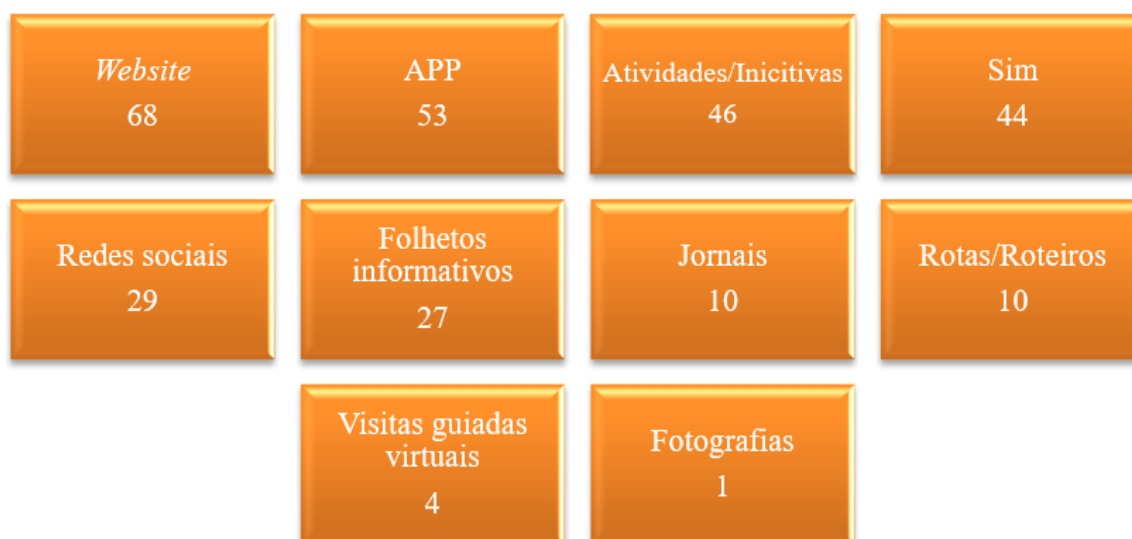 Website
68
APP
53
Atividades/Inicitivas
46
Sim
44
Redes sociais
29
Folhetos
informativos
27
Jornais
10
Rotas/Roteiros
10
Visitas guiadas
virtuais
4
Fotografias
1